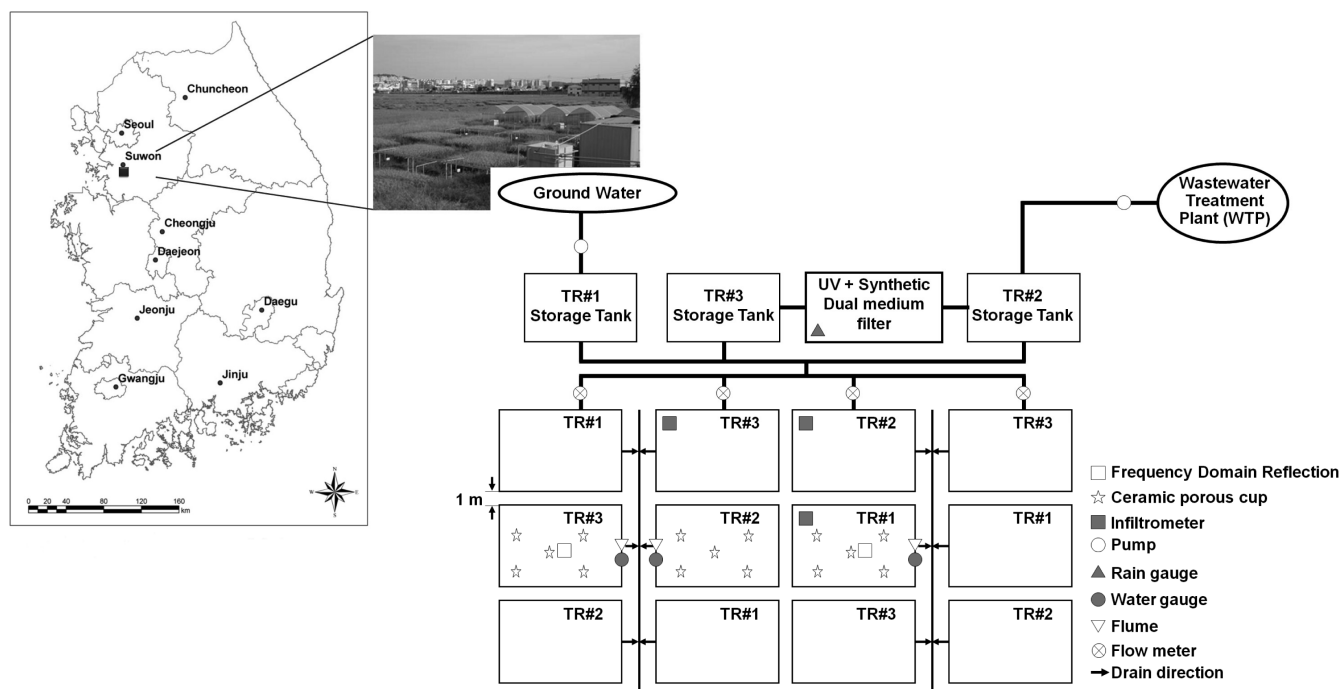 Chuncheon
Seoul
Suwon
Cheongju
Daejeon
Daegu
Jeonju
Gwangju
Jinju
N
W
E
S
0 10 20 40 80 120 160
km
Ground Water
Wastewater
Treatment
Plant (WTP)
TR#1
Storage Tank
TR#3
Storage Tank
UV + Synthetic
Dual medium
filter
TR#2
Storage Tank
TR#1
TR#3
TR#2
TR#3
1 m
TR#3
TR#2
TR#1
TR#1
TR#2
TR#1
TR#3
TR#2
Frequency Domain Reflection
Ceramic porous cup
Infiltrometer
Pump
Rain gauge
Water gauge
Flume
Flow meter
Drain direction